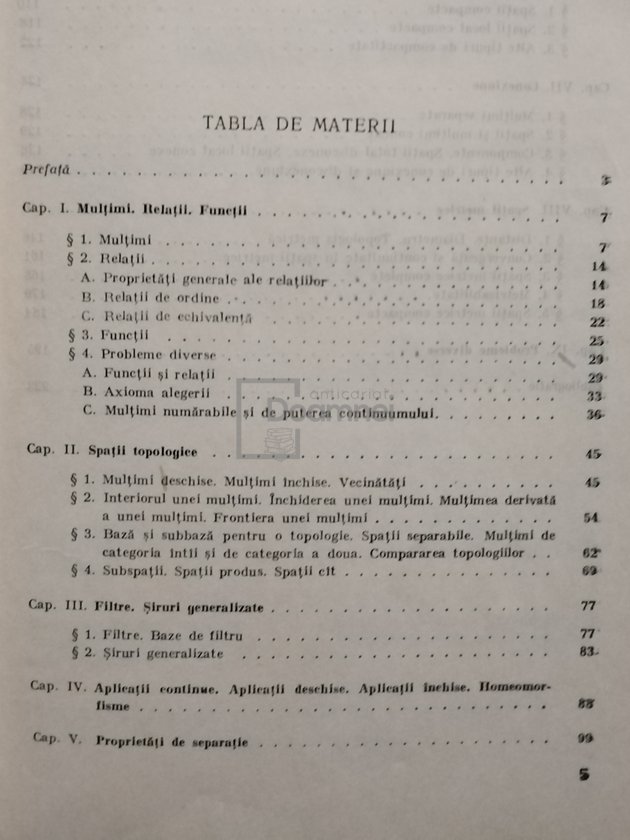 TABLA DE MATERII
Prefață . . . . . . . . . . . . . . . . . . . . . . . . 3
Cap. I. Mulțimi. Relații. Funcții . . . . . . . . . . . . . . . 7
§ 1. Mulțimi . . . . . . . . . . . . . . . . . . . . 7
§ 2. Relații . . . . . . . . . . . . . . . . . . . . 14
A. Proprietăți generale ale relațiilor . . . . . . . . . . . 14
B. Relații de ordine . . . . . . . . . . . . . . . . 18
C. Relații de echivalență . . . . . . . . . . . . . . 22
§ 3. Funcții . . . . . . . . . . . . . . . . . . . . 25
§ 4. Probleme diverse . . . . . . . . . . . . . . . . . 29
A. Funcții și relații . . . . . . . . . . . . . . . . 29
B. Axioma alegerii . . . . . . . . . . . . . . . . 33
C. Mulțimi numărabile și de puterea continuumului. . . . . . . 36
anticariat
Doamnei
Cap. II. Spații topologice . . . . . . . . . . . . . . . . . 45
§ 1. Mulțimi deschise. Mulțimi închise. Vecinătăți . . . . . . . . 45
§ 2. Interiorul unei mulțimi. Închiderea unei mulțimi. Mulțimea derivată
a unei mulțimi. Frontiera unei mulțimi . . . . . . . . . . 54
§ 3. Bază și subbază pentru o topologie. Spații separabile. Mulțimi de
categoria întîi și de categoria a doua. Compararea topologiilor . . 62
§ 4. Subspații. Spații produs. Spații cît . . . . . . . . . . . 69
Cap. III. Filtre. Șiruri generalizate . . . . . . . . . . . . . . 77
§ 1. Filtre. Baze de filtru . . . . . . . . . . . . . . . 77
§ 2. Șiruri generalizate . . . . . . . . . . . . . . . . 83
Cap. IV. Aplicații continue. Aplicații deschise. Aplicații închise. Homeomor-
fisme . . . . . . . . . . . . . . . . . . . . . 88
Cap. V. Proprietăți de separație . . . . . . . . . . . . . . . 99
5